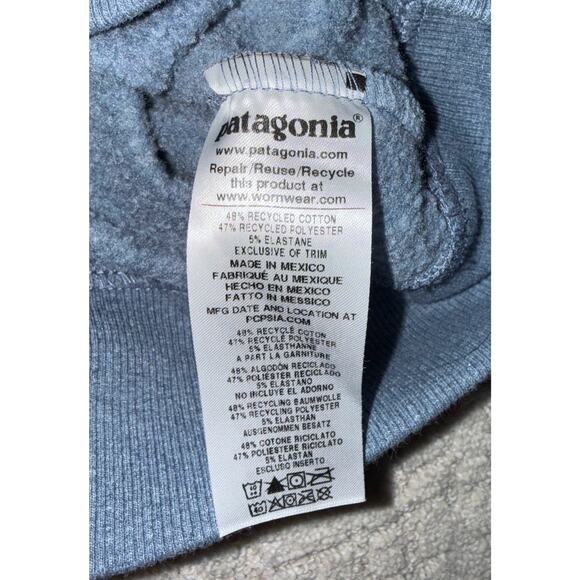 patagonia®
www.patagonia.com
Repair/Reuse/Recycle
this product at
www.wornwear.com
48% RECYCLED COTTON
47% RECYCLED POLYESTER
5% ELASTANE
EXCLUSIVE OF TRIM
MADE IN MEXICO
FABRIQUÉ AU MEXIQUE
HECHO EN MÉXICO
FATTO IN MESSICO
MFG DATE AND LOCATION AT
PCPSIA.COM
48% RECYCLÉ COTON
47% RECYCLÉ POLYESTER
5% ÉLASTHANNE
A PART LA GARNITURE
48% ALGODÓN RECICLADO
47% POLIÉSTER RECICLADO
5% ELASTANO
NO INCLUYE EL ADORNO
48% RECYCLING BAUMWOLLE
47% RECYCLING POLYESTER
5% ELASTHAN
AUSGENOMMEN BESATZ
48% COTONE RICICLATO
47% POLIESTERE RICICLATO
5% ELASTAN
ESCLUSO INSERTO